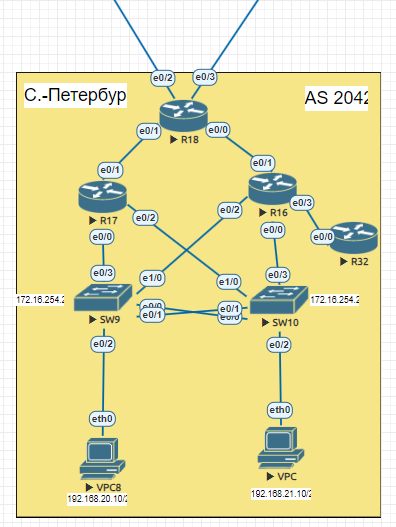 e0/2 e0/3
С.-Петербур AS 2042
R18
e0/1 e0/0
e0/1 e0/1
R17 R16
e0/2 e0/2 e0/3
e0/0 e0/0 e0/0
R32
e0/3 e1/0 e1/0 e0/3
172.16.254.2 172.16.254.2
e0/0 e0/1
e0/1 e0/0
SW9 SW10
e0/2 e0/2
eth0 eth0
VPC8 VPC
192.168.20.10/2 192.168.21.10/2